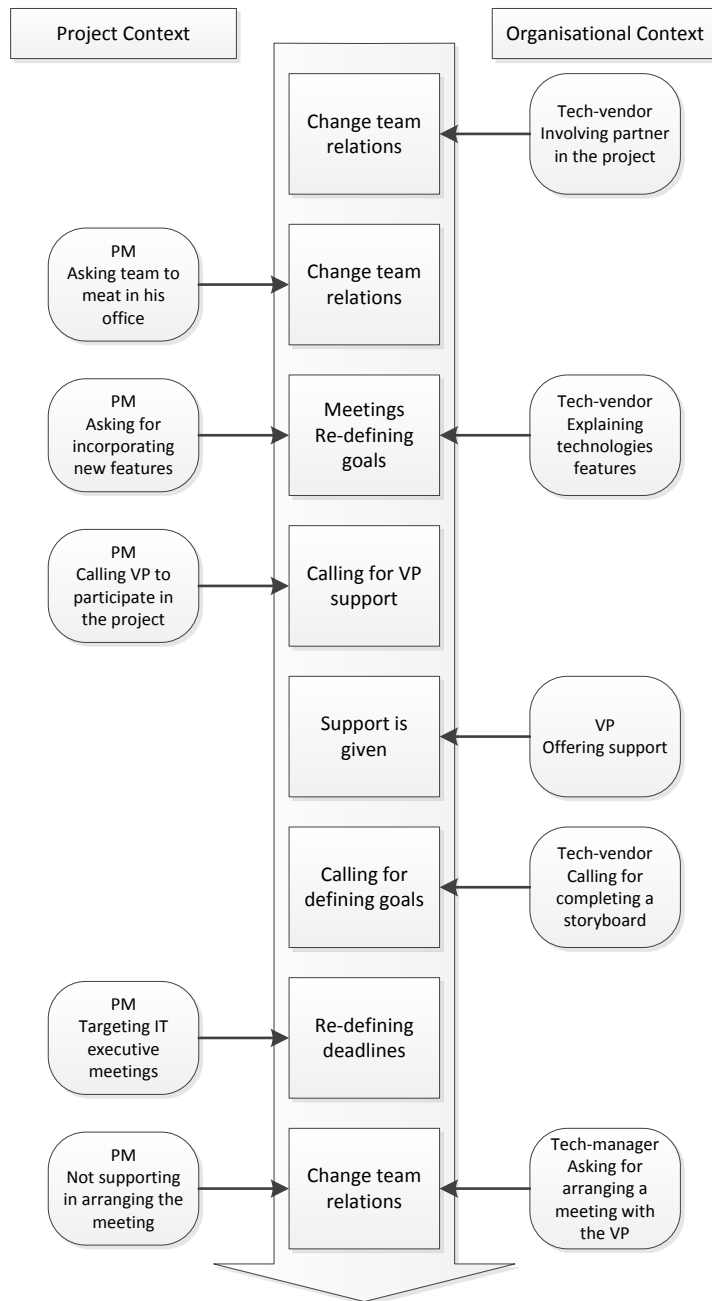 Project Context
Organisational Context
Change team
relations
Tech-vendor
Involving partner
in the project
PM
Asking team to
meat in his
office
Change team
relations
PM
Asking for
incorporating
new features
Meetings
Re-defining
goals
Tech-vendor
Explaining
technologies
features
PM
Calling VP to
participate in
the project
Calling for VP
support
Support is
given
VP
Offering support
Calling for
defining goals
Tech-vendor
Calling for
completing a
storyboard
PM
Targeting IT
executive
meetings
Re-defining
deadlines
PM
Not supporting
in arranging the
meeting
Change team
relations
Tech-manager
Asking for
arranging a
meeting with
the VP